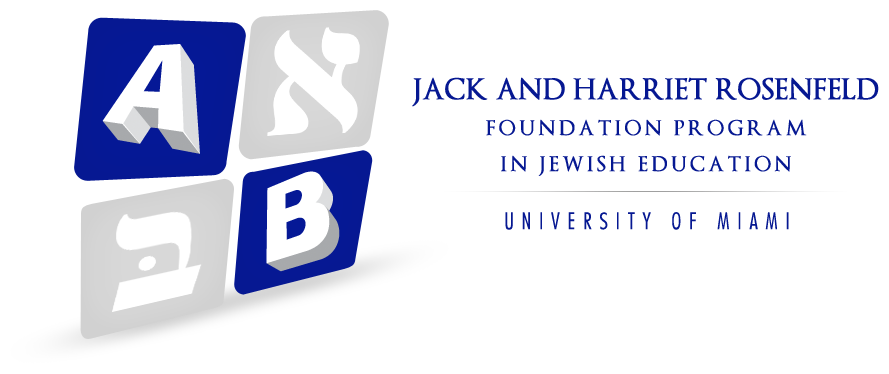 A א
ב B
JACK AND HARRIET ROSENFELD
FOUNDATION PROGRAM
IN JEWISH EDUCATION
UNIVERSITY OF MIAMI